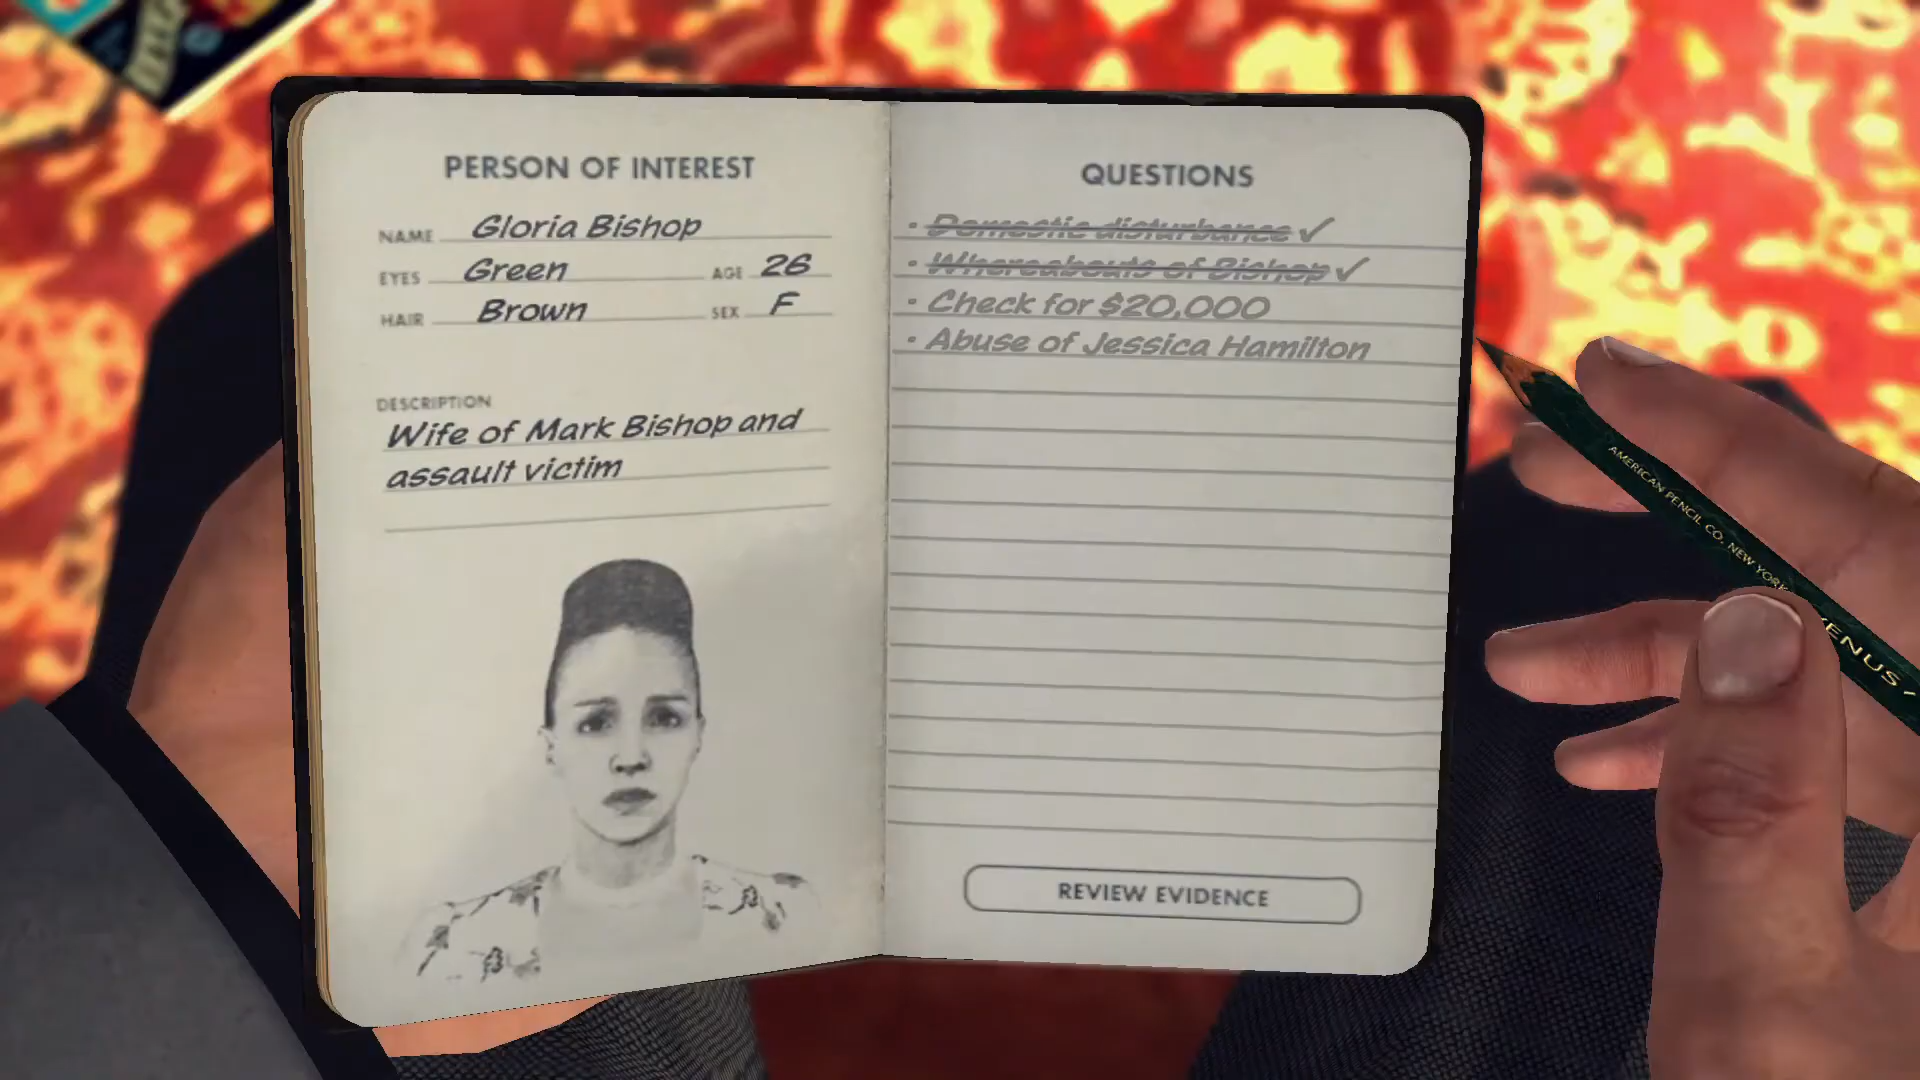 PERSON OF INTEREST
NAME Gloria Bishop
EYES Green AGE 26
HAIR Brown SEX F
DESCRIPTION
Wife of Mark Bishop and
assault victim
QUESTIONS
· Domestic disturbance ✓
· Whereabouts of Bishop ✓
· Check for $20,000
· Abuse of Jessica Hamilton
REVIEW EVIDENCE
AMERICAN PENCIL CO. NEW YORK
VENUS